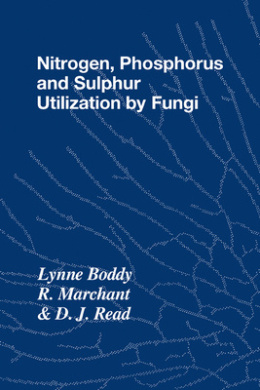 Nitrogen, Phosphorus
and Sulphur
Utilization by Fungi
Lynne Boddy
R. Marchant
& D. J. Read